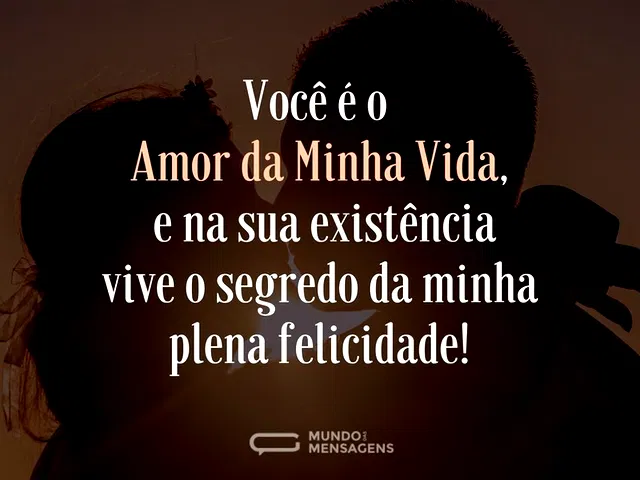 Você é o
Amor da Minha Vida,
e na sua existência
vive o segredo da minha
plena felicidade!
MUNDO DAS
MENSAGENS